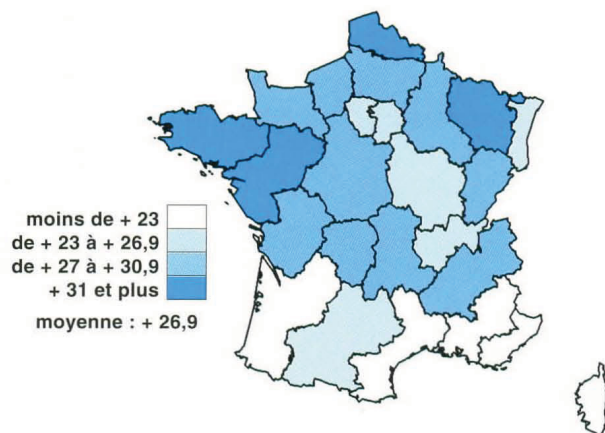 moins de + 23
de + 23 à + 26,9
de + 27 à + 30,9
+ 31 et plus
moyenne : + 26,9